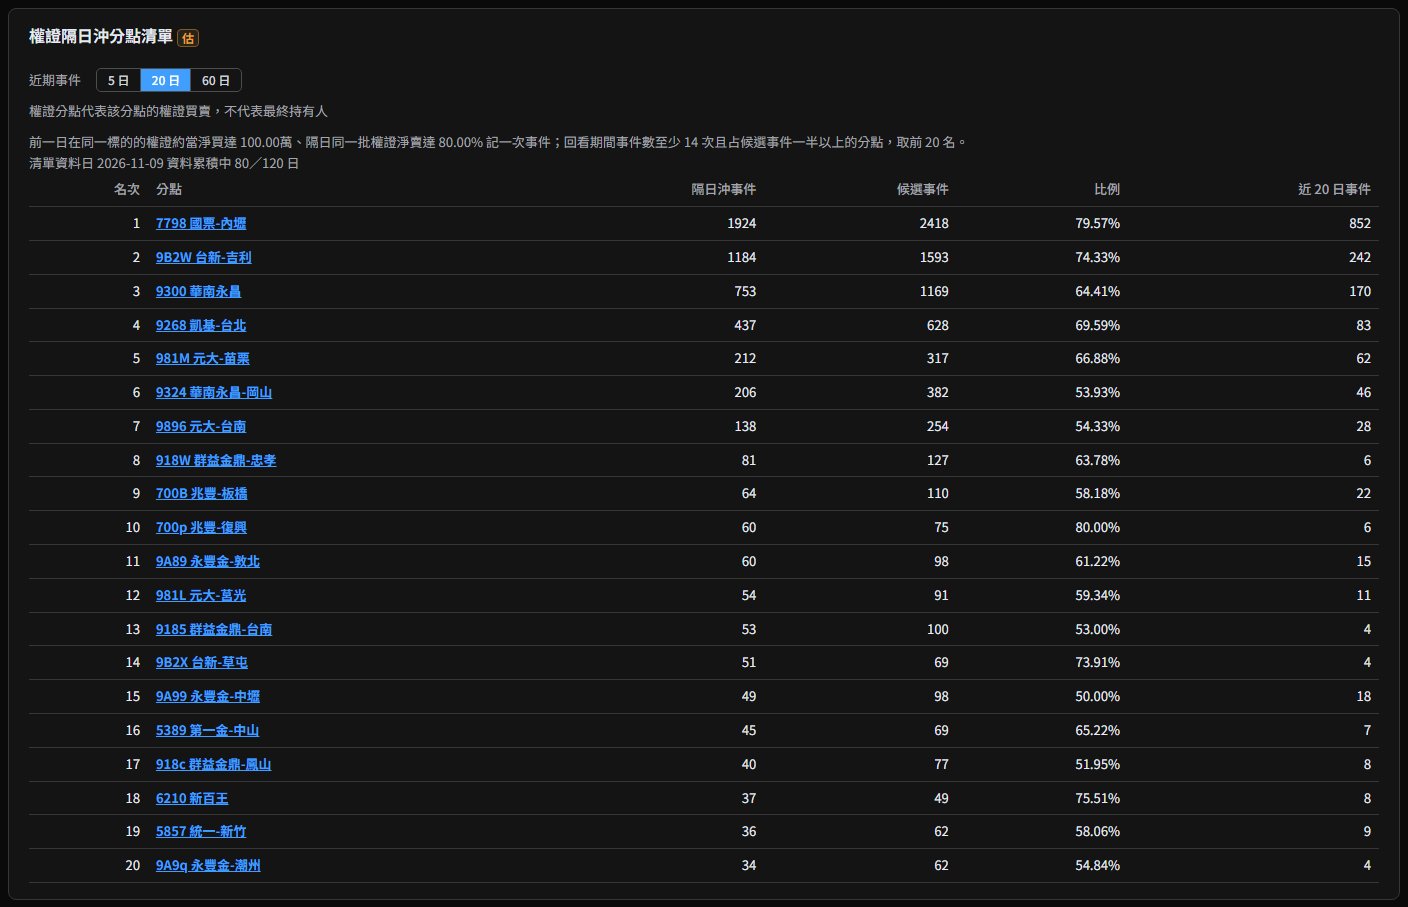 權證隔日沖分點清單 估
近期事件 5 日 20 日 60 日
權證分點代表該分點的權證買賣，不代表最終持有人
前一日在同一標的的權證約當淨買達 100.00萬、隔日同一批權證淨賣達 80.00% 記一次事件；回看期間事件數至少 14 次且占候選事件一半以上的分點，取前 20 名。
清單資料日 2026-11-09 資料累積中 80／120 日
名次 分點 隔日沖事件 候選事件 比例 近 20 日事件
1 7798 國票-內壢 1924 2418 79.57% 852
2 9B2W 台新-吉利 1184 1593 74.33% 242
3 9300 華南永昌 753 1169 64.41% 170
4 9268 凱基-台北 437 628 69.59% 83
5 981M 元大-苗栗 212 317 66.88% 62
6 9324 華南永昌-岡山 206 382 53.93% 46
7 9896 元大-台南 138 254 54.33% 28
8 918W 群益金鼎-忠孝 81 127 63.78% 6
9 700B 兆豐-板橋 64 110 58.18% 22
10 700p 兆豐-復興 60 75 80.00% 6
11 9A89 永豐金-敦北 60 98 61.22% 15
12 981L 元大-莒光 54 91 59.34% 11
13 9185 群益金鼎-台南 53 100 53.00% 4
14 9B2X 台新-草屯 51 69 73.91% 4
15 9A99 永豐金-中壢 49 98 50.00% 18
16 5389 第一金-中山 45 69 65.22% 7
17 918c 群益金鼎-鳳山 40 77 51.95% 8
18 6210 新百王 37 49 75.51% 8
19 5857 統一-新竹 36 62 58.06% 9
20 9A9q 永豐金-潮州 34 62 54.84% 4